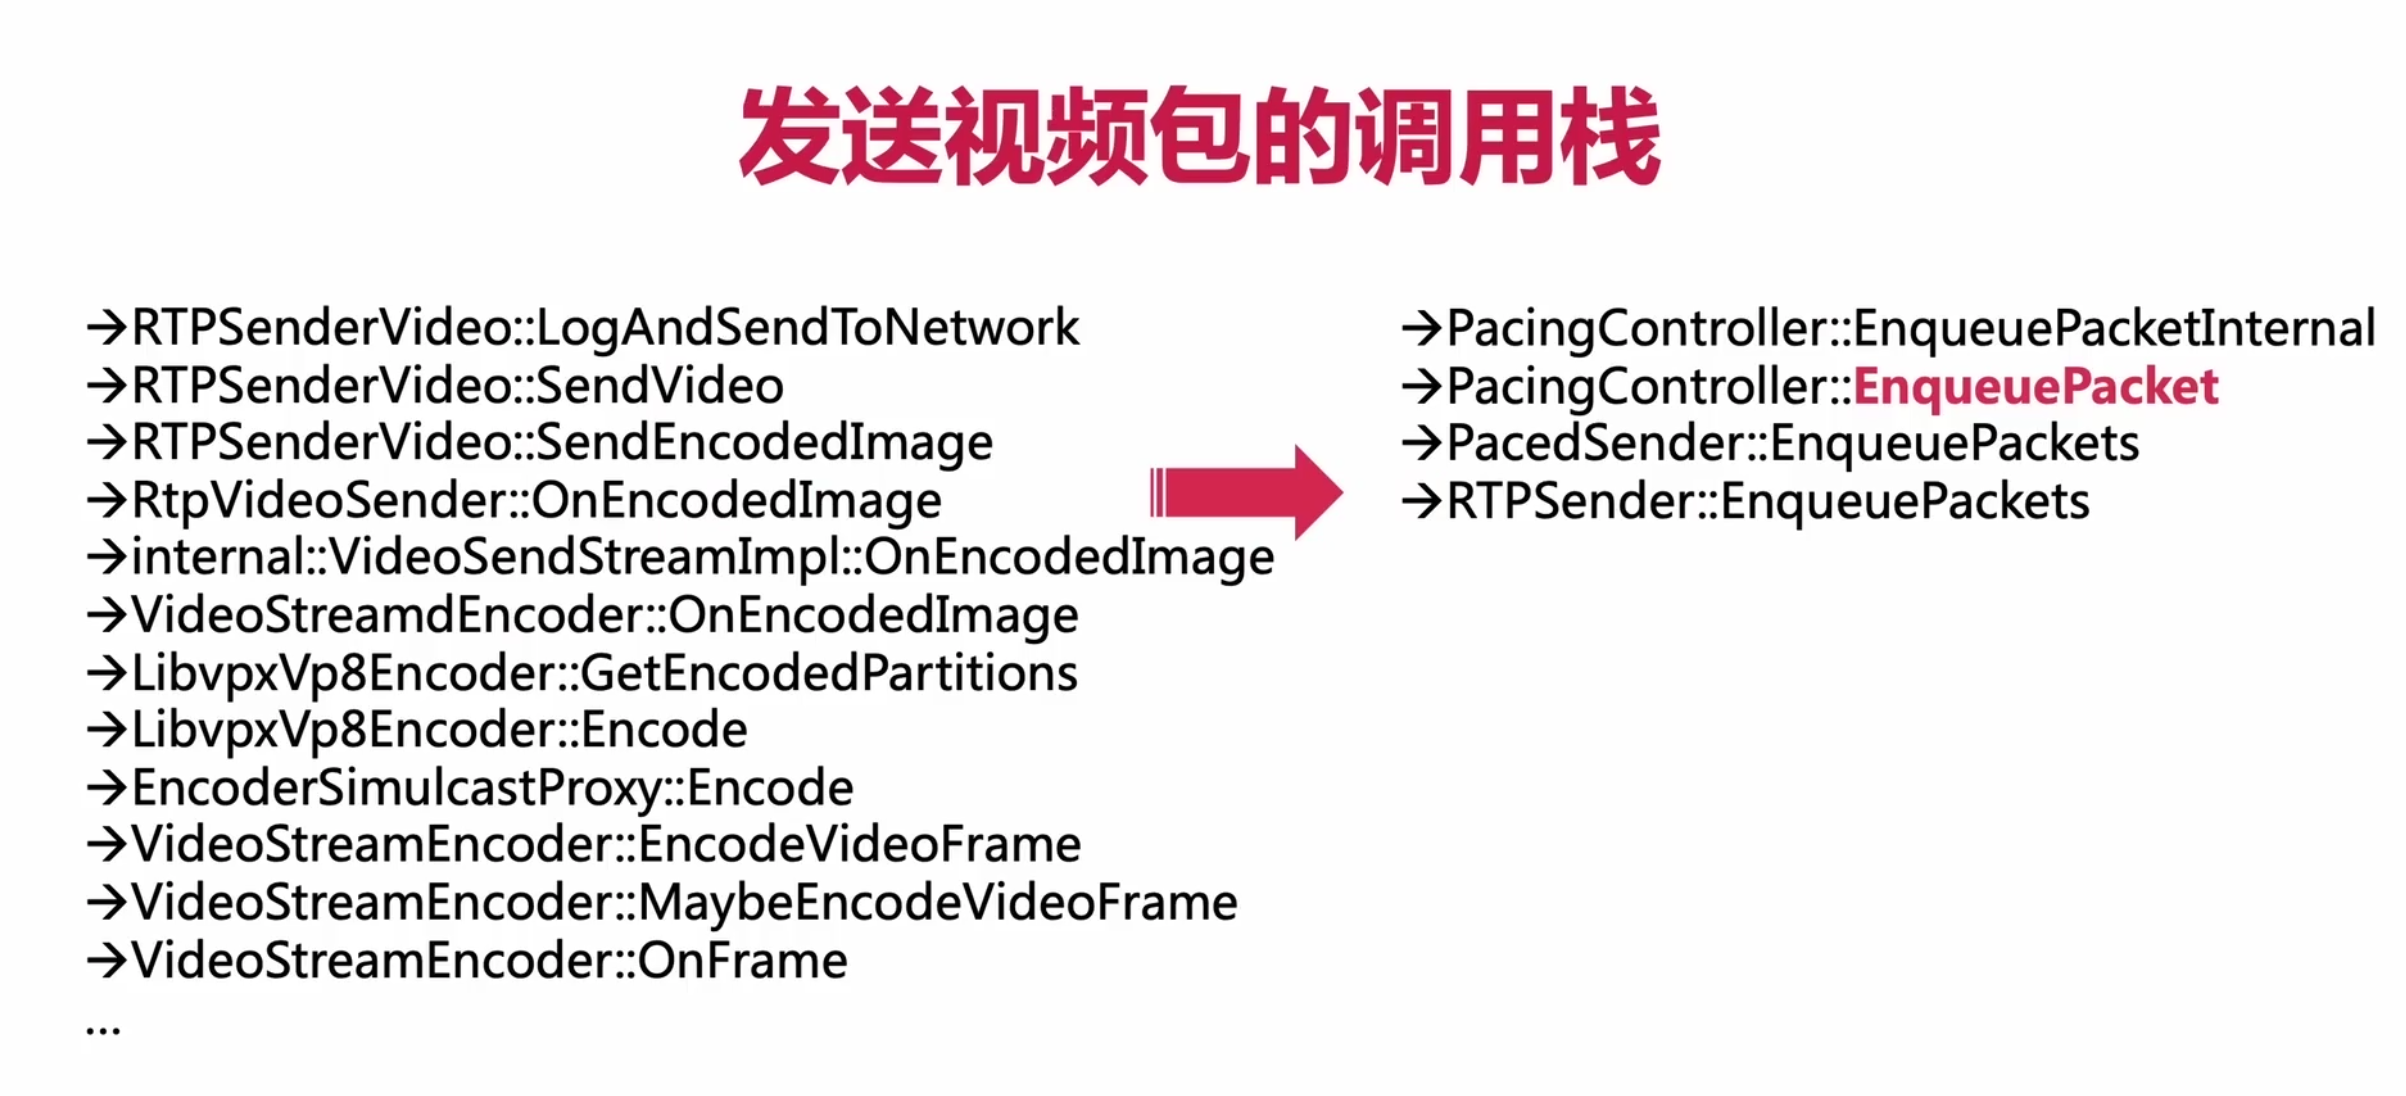 发送视频包的调用栈
→RTPSenderVideo::LogAndSendToNetwork
→RTPSenderVideo::SendVideo
→RTPSenderVideo::SendEncodedImage
→RtpVideoSender::OnEncodedImage
→internal::VideoSendStreamImpl::OnEncodedImage
→VideoStreamdEncoder::OnEncodedImage
→LibvpxVp8Encoder::GetEncodedPartitions
→LibvpxVp8Encoder::Encode
→EncoderSimulcastProxy::Encode
→VideoStreamEncoder::EncodeVideoFrame
→VideoStreamEncoder::MaybeEncodeVideoFrame
→VideoStreamEncoder::OnFrame
...
→PacingController::EnqueuePacketInternal
→PacingController::EnqueuePacket
→PacedSender::EnqueuePackets
→RTPSender::EnqueuePackets